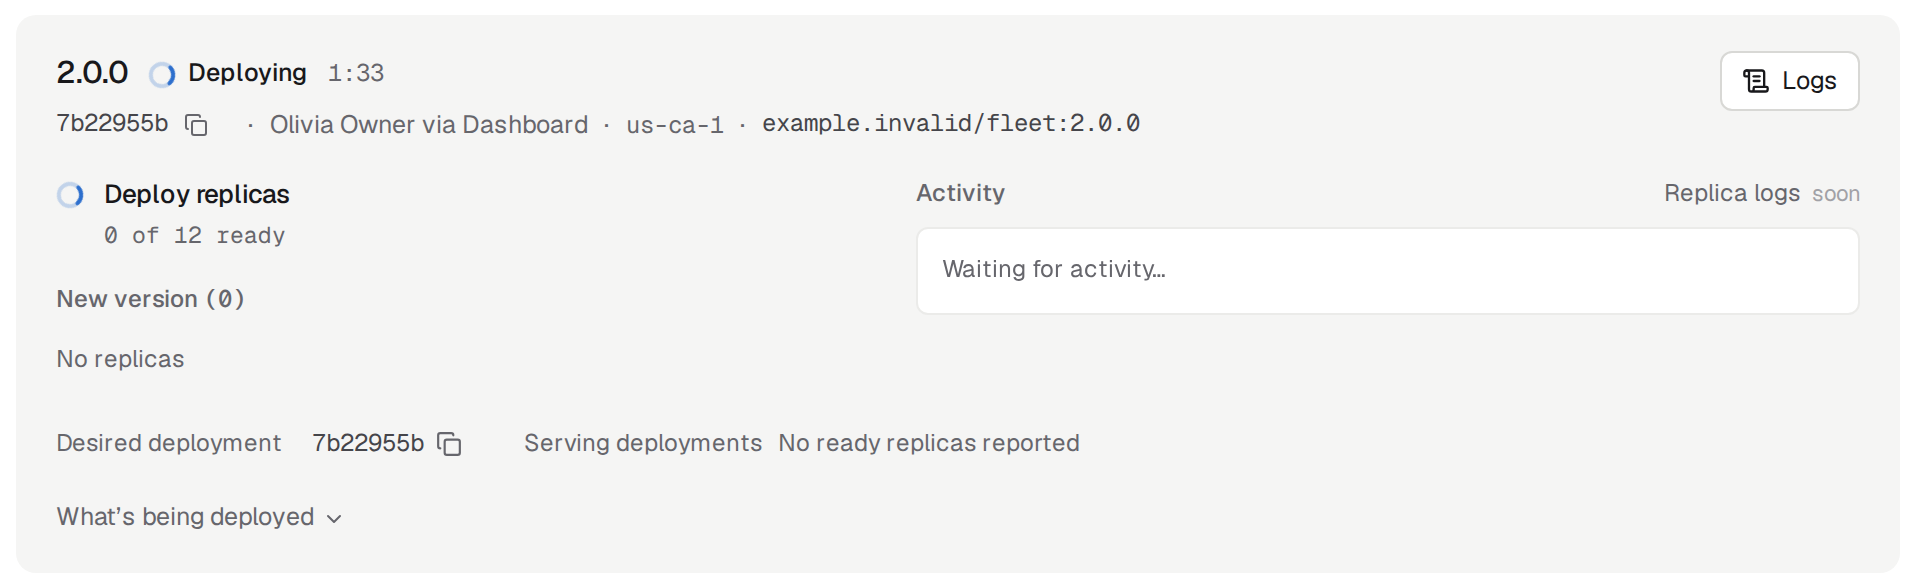 2.0.0 Deploying 1:33
Logs
7b22955b · Olivia Owner via Dashboard · us-ca-1 · example.invalid/fleet:2.0.0
Deploy replicas
0 of 12 ready
New version (0)
No replicas
Activity
Replica logs soon
Waiting for activity…
Desired deployment 7b22955b Serving deployments No ready replicas reported
What’s being deployed